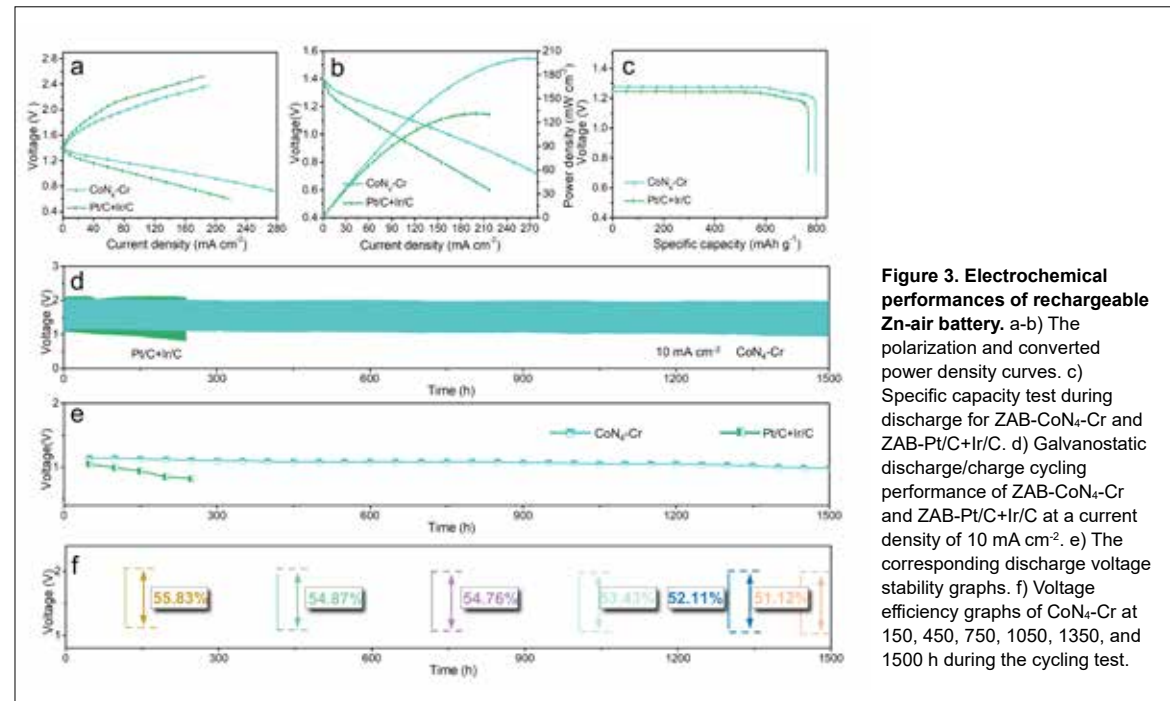 a
2.8
2.4
2.0
1.6
1.2
0.8
0.4
Voltage (V)
CoN₄-Cr
Pt/C+Ir/C
0 40 80 120 160 200 240 280
Current density (mA cm⁻²)
b
1.6
1.4
1.2
1.0
0.8
0.6
0.4
Voltage(V)
210
180
150
120
90
60
30
0
Power density (mW cm⁻²)
CoN₄-Cr
Pt/C+Ir/C
0 30 60 90 120 150 180 210 240 270
Current density (mA cm⁻²)
c
1.4
1.2
1.0
0.8
0.6
0.4
Voltage (V)
CoN₄-Cr
Pt/C+Ir/C
0 200 400 600 800
Specific capacity (mAh g⁻¹)
d
3
2
1
0
Voltage (V)
Pt/C+Ir/C
10 mA cm⁻² CoN₄-Cr
0 300 600 900 1200 1500
Time (h)
e
2
1
Voltage(V)
CoN₄-Cr Pt/C+Ir/C
0 300 600 900 1200 1500
Time (h)
f
2
1
Voltage (V)
55.83% 54.87% 54.76% 53.43% 52.11% 51.12%
0 300 600 900 1200 1500
Time (h)
Figure 3. Electrochemical
performances of rechargeable
Zn-air battery. a-b) The
polarization and converted
power density curves. c)
Specific capacity test during
discharge for ZAB-CoN₄-Cr and
ZAB-Pt/C+Ir/C. d) Galvanostatic
discharge/charge cycling
performance of ZAB-CoN₄-Cr
and ZAB-Pt/C+Ir/C at a current
density of 10 mA cm⁻². e) The
corresponding discharge voltage
stability graphs. f) Voltage
efficiency graphs of CoN₄-Cr at
150, 450, 750, 1050, 1350, and
1500 h during the cycling test.